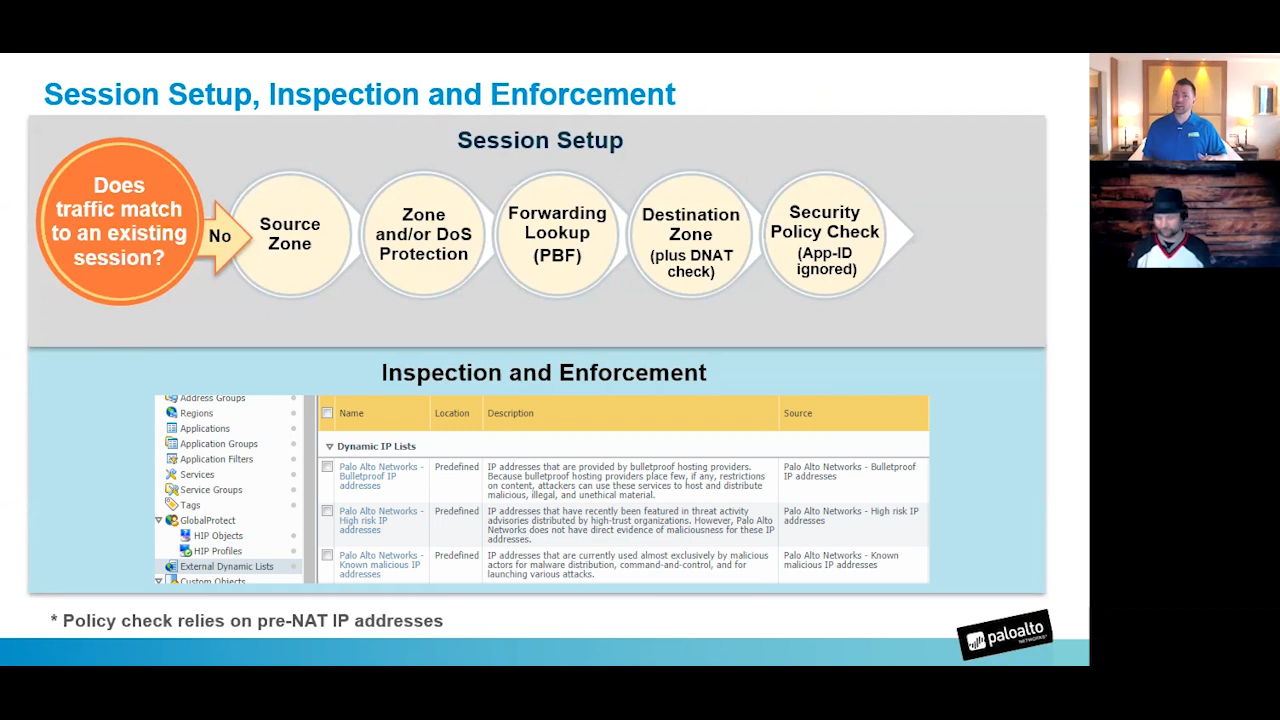 Session Setup, Inspection and Enforcement
Session Setup
Does
traffic match
to an existing
session?
No
Source
Zone
Zone
and/or DoS
Protection
Forwarding
Lookup
(PBF)
Destination
Zone
(plus DNAT
check)
Security
Policy Check
(App-ID
ignored)
Inspection and Enforcement
Address Groups
Regions
Applications
Application Groups
Application Filters
Services
Service Groups
Tags
GlobalProtect
HIP Objects
HIP Profiles
External Dynamic Lists
Custom Objects
Name Location Description Source
Dynamic IP Lists
Palo Alto Networks -
Bulletproof IP
addresses
Predefined
IP addresses that are provided by bulletproof hosting providers.
Because bulletproof hosting providers place few, if any, restrictions
on content, attackers can use these services to host and distribute
malicious, illegal, and unethical material.
Palo Alto Networks - Bulletproof
IP addresses
Palo Alto Networks -
High risk IP
addresses
Predefined
IP addresses that have recently been featured in threat activity
advisories distributed by high-trust organizations. However, Palo Alto
Networks does not have direct evidence of maliciousness for these IP
addresses.
Palo Alto Networks - High risk IP
addresses
Palo Alto Networks -
Known malicious IP
addresses
Predefined
IP addresses that are currently used almost exclusively by malicious
actors for malware distribution, command-and-control, and for
launching various attacks.
Palo Alto Networks - Known
malicious IP addresses
* Policy check relies on pre-NAT IP addresses
paloalto
NETWORKS